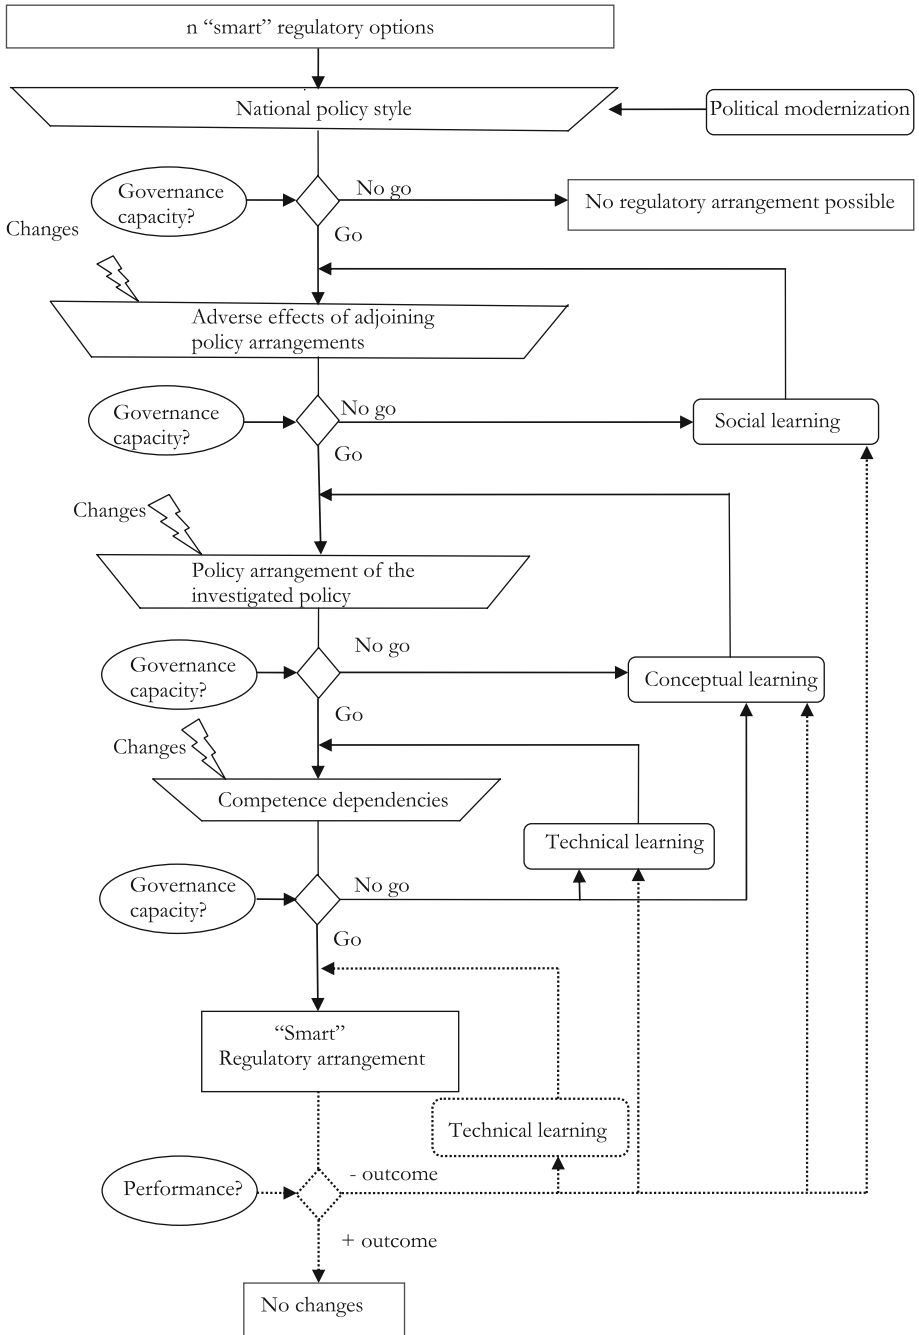 n “smart” regulatory options
National policy style
Political modernization
Governance
capacity?
No go
No regulatory arrangement possible
Changes
Go
Adverse effects of adjoining
policy arrangements
Governance
capacity?
No go
Social learning
Go
Changes
Policy arrangement of the
investigated policy
Governance
capacity?
No go
Conceptual learning
Go
Changes
Competence dependencies
Technical learning
Governance
capacity?
No go
Go
“Smart”
Regulatory arrangement
Technical learning
Performance?
- outcome
+ outcome
No changes